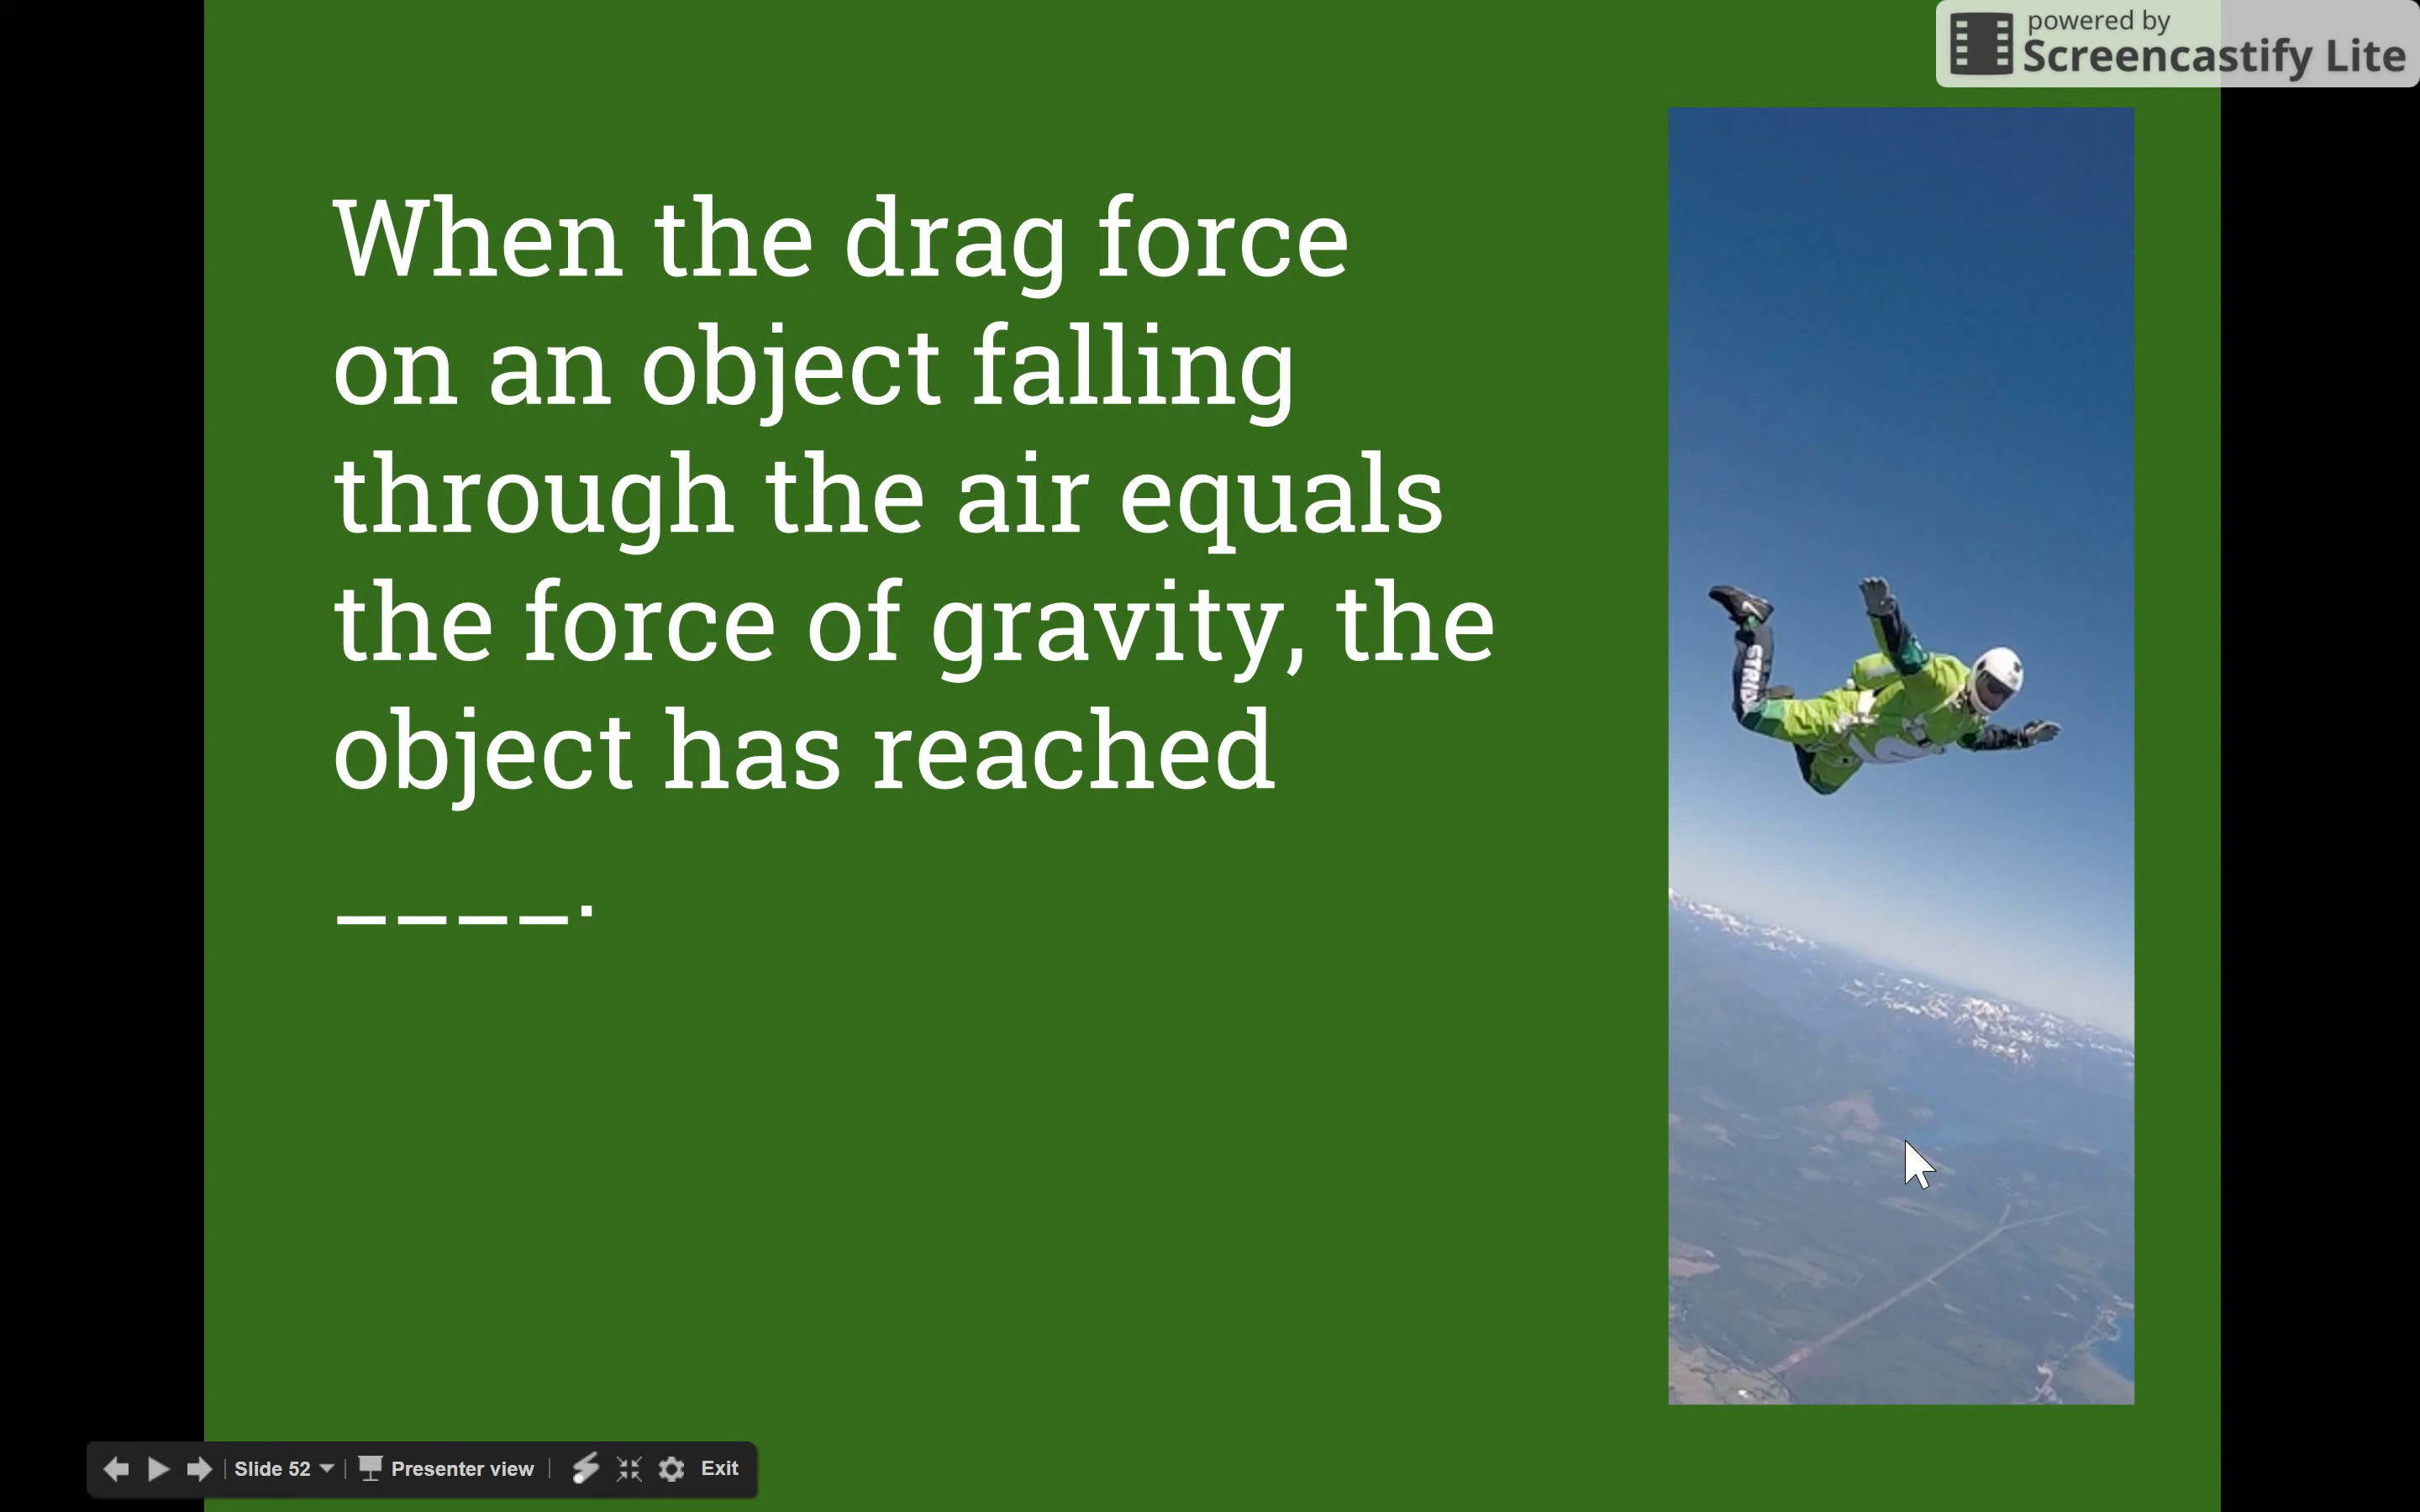 powered by
Screencastify Lite
When the drag force
on an object falling
through the air equals
the force of gravity, the
object has reached
____.
STRIA
Slide 52
Presenter view
Exit